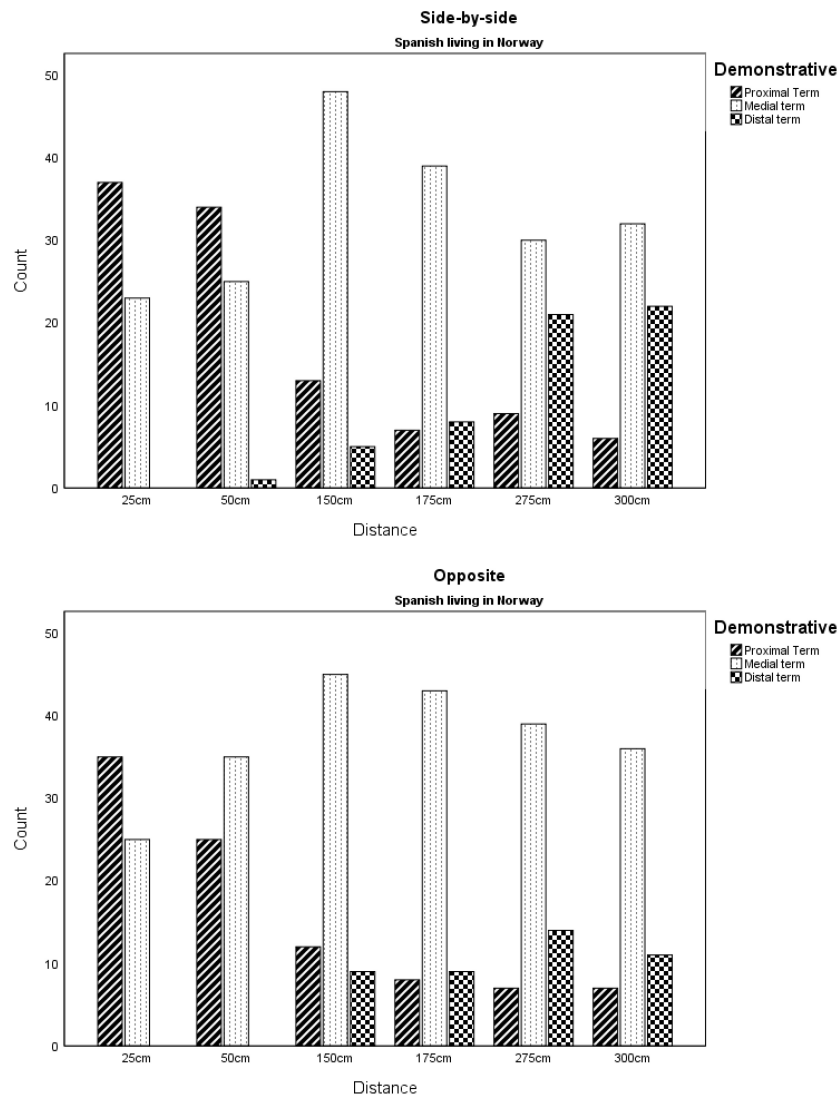 Side-by-side
Spanish living in Norway
Demonstrative
Proximal Term
Medial term
Distal term
50
40
30
20
10
0
Count
25cm 50cm 150cm 175cm 275cm 300cm
Distance
Opposite
Spanish living in Norway
Demonstrative
Proximal Term
Medial term
Distal term
50
40
30
20
10
0
Count
25cm 50cm 150cm 175cm 275cm 300cm
Distance